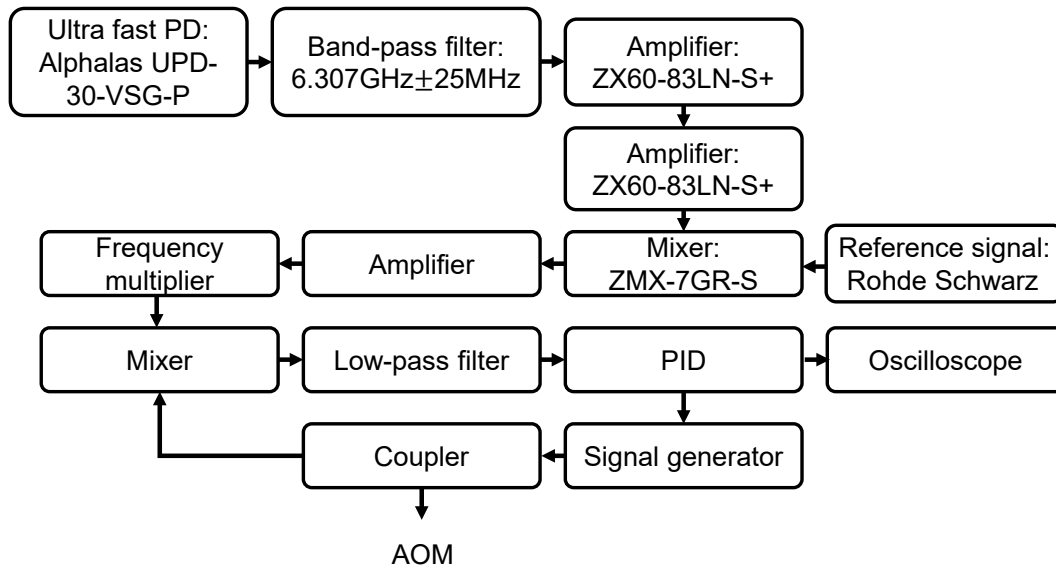 Ultra fast PD:
Alphalas UPD-
30-VSG-P
Band-pass filter:
6.307GHz±25MHz
Amplifier:
ZX60-83LN-S+
Amplifier:
ZX60-83LN-S+
Frequency
multiplier
Amplifier
Mixer:
ZMX-7GR-S
Reference signal:
Rohde Schwarz
Mixer
Low-pass filter
PID
Oscilloscope
Coupler
Signal generator
AOM